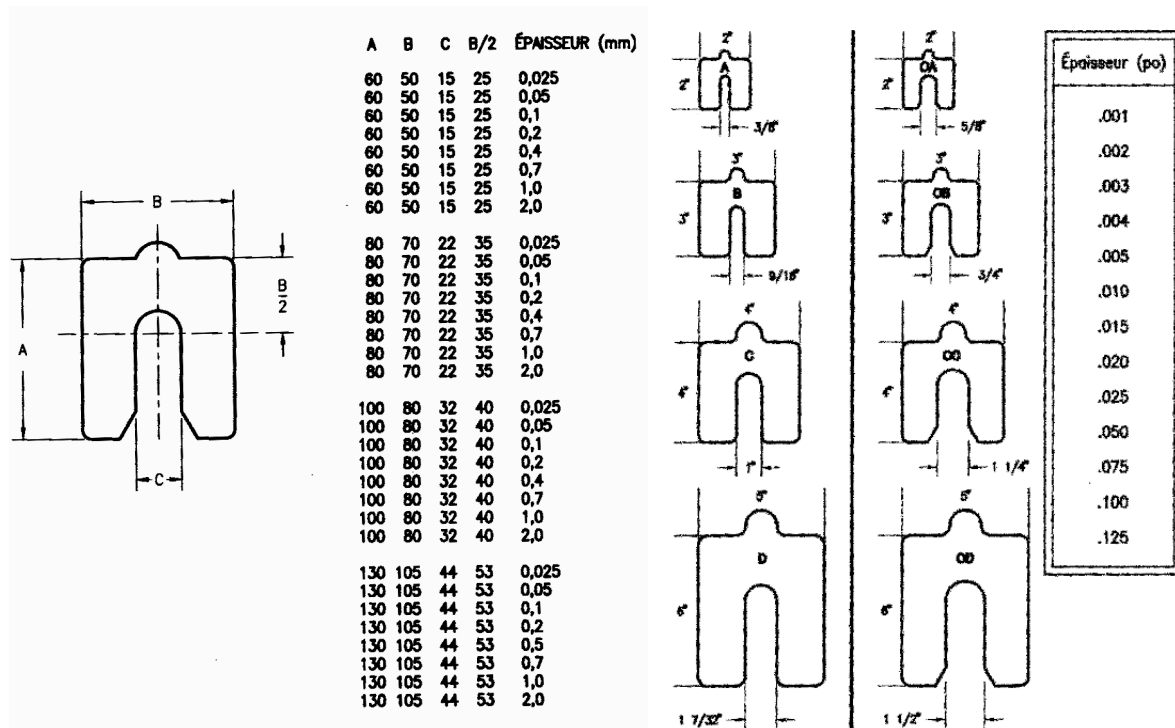 A B C B/2 ÉPAISSEUR (mm)
60 50 15 25 0,025
60 50 15 25 0,05
60 50 15 25 0,1
60 50 15 25 0,2
60 50 15 25 0,4
60 50 15 25 0,7
60 50 15 25 1,0
60 50 15 25 2,0
80 70 22 35 0,025
80 70 22 35 0,05
80 70 22 35 0,1
80 70 22 35 0,2
80 70 22 35 0,4
80 70 22 35 0,7
80 70 22 35 1,0
80 70 22 35 2,0
100 80 32 40 0,025
100 80 32 40 0,05
100 80 32 40 0,1
100 80 32 40 0,2
100 80 32 40 0,4
100 80 32 40 0,7
100 80 32 40 1,0
100 80 32 40 2,0
130 105 44 53 0,025
130 105 44 53 0,05
130 105 44 53 0,1
130 105 44 53 0,2
130 105 44 53 0,5
130 105 44 53 0,7
130 105 44 53 1,0
130 105 44 53 2,0
B
B
2
A
C
2"
A
2"
3/8"
3"
B
3"
9/16"
4"
C
4"
1"
5"
D
6"
1 7/32"
2"
OA
2"
5/8"
3"
OB
3"
3/4"
4"
4"
1 1/4"
5"
OD
6"
1 1/2"
Épaisseur (po)
.001
.002
.003
.004
.005
.010
.015
.020
.025
.050
.075
.100
.125